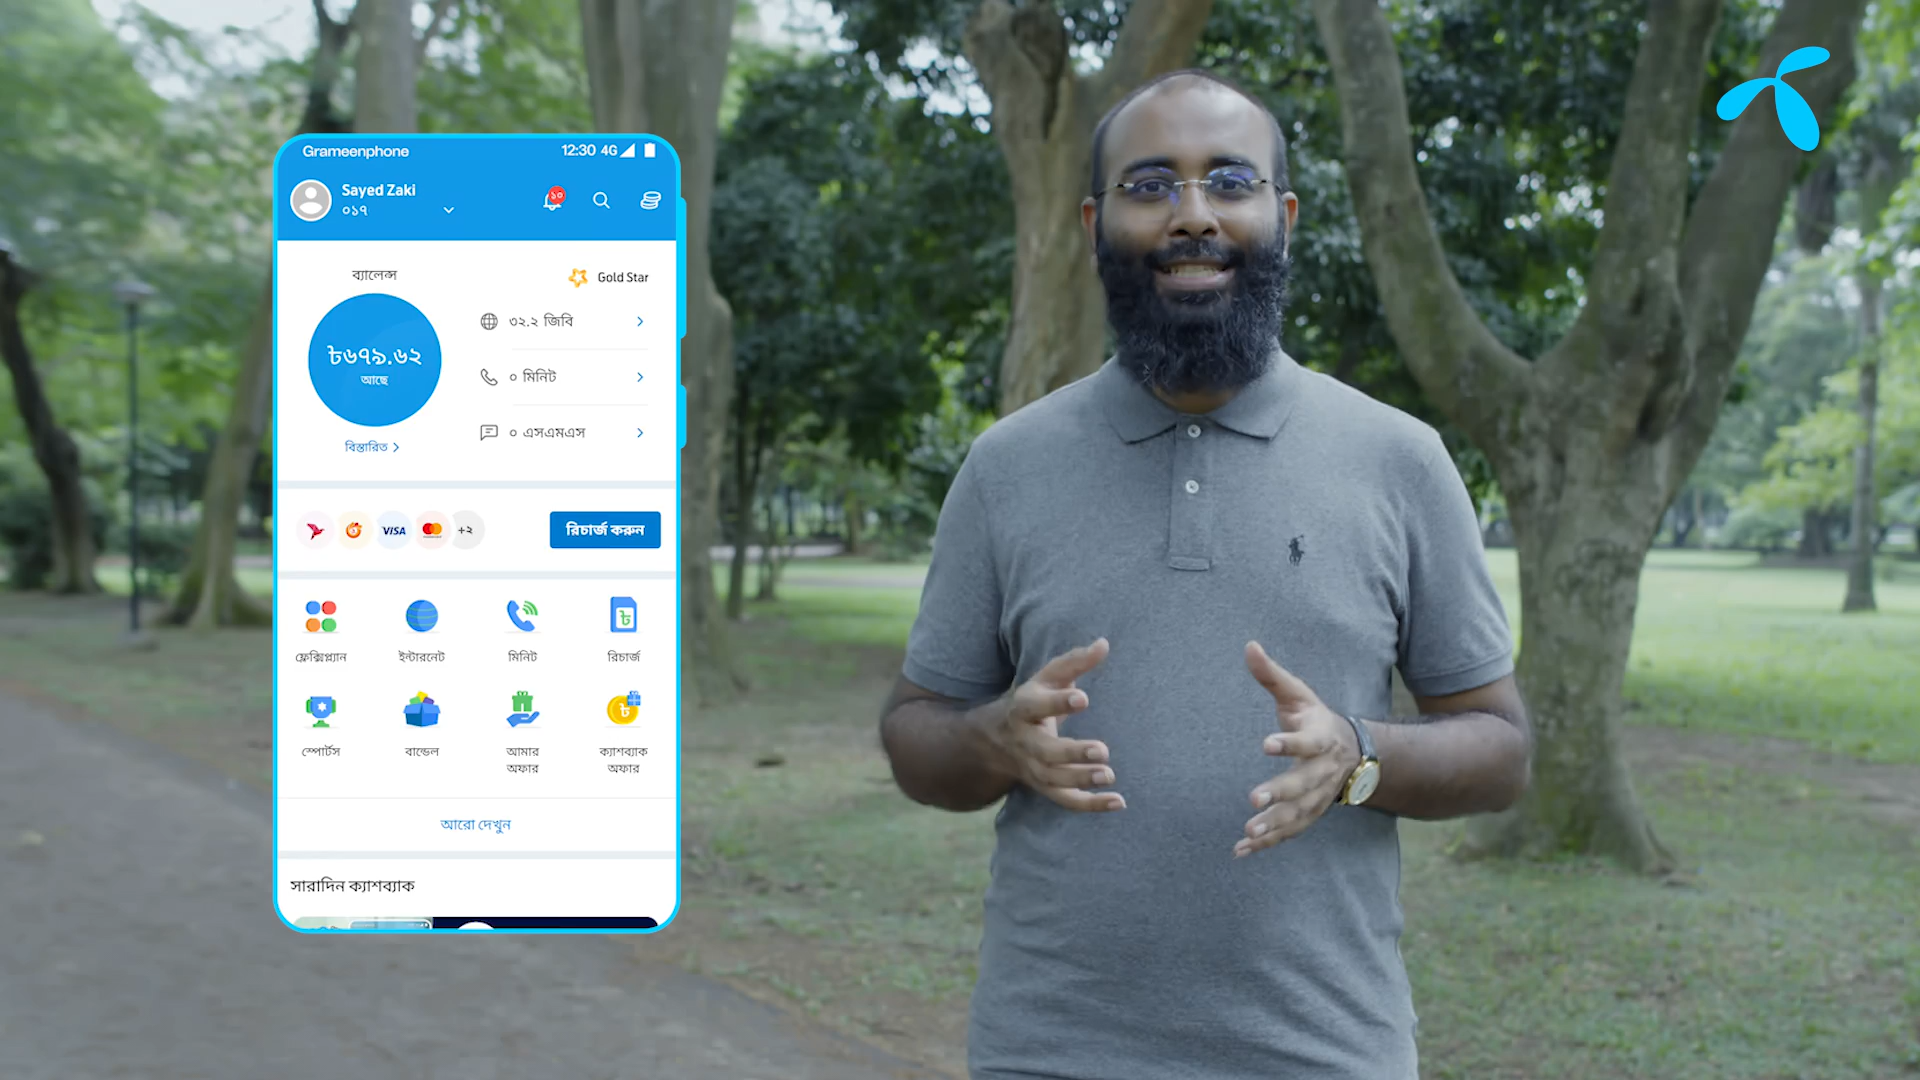 Grameenphone 12:30 4G
Sayed Zaki
০১৭
১০
ব্যালেন্স
Gold Star
৳৬৭৯.৬২
আছে
বিস্তারিত
৩২.২ জিবি
০ মিনিট
০ এসএমএস
VISA
+২
রিচার্জ করুন
ফ্লেক্সিপ্ল্যান
ইন্টারনেট
মিনিট
রিচার্জ
স্পোর্টস
বান্ডেল
আমার
অফার
ক্যাশব্যাক
অফার
আরো দেখুন
সারাদিন ক্যাশব্যাক